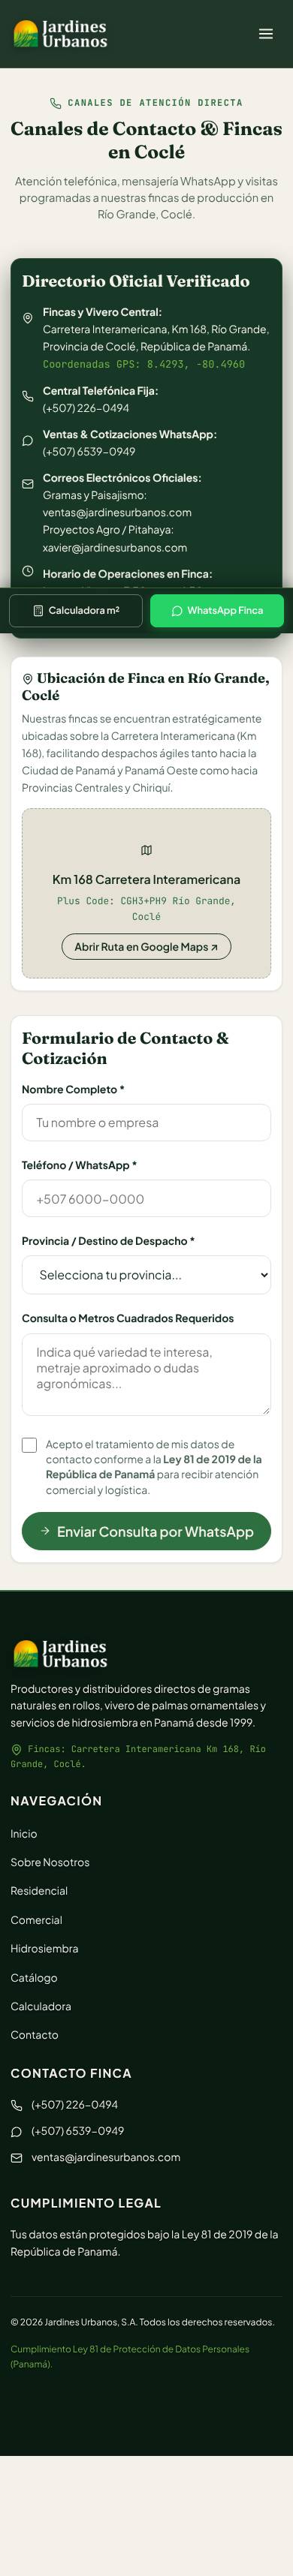 Jardines
Urbanos
CANALES DE ATENCIÓN DIRECTA
Canales de Contacto & Fincas
en Coclé
Atención telefónica, mensajería WhatsApp y visitas
programadas a nuestras fincas de producción en
Río Grande, Coclé.
Directorio Oficial Verificado
Fincas y Vivero Central:
Carretera Interamericana, Km 168, Río Grande,
Provincia de Coclé, República de Panamá.
Coordenadas GPS: 8.4293, -80.4960
Central Telefónica Fija:
(+507) 226-0494
Ventas & Cotizaciones WhatsApp:
(+507) 6539-0949
Correos Electrónicos Oficiales:
Gramas y Paisajismo:
ventas@jardinesurbanos.com
Proyectos Agro / Pitahaya:
xavier@jardinesurbanos.com
Horario de Operaciones en Finca:
Calculadora m²
WhatsApp Finca
Ubicación de Finca en Río Grande,
Coclé
Nuestras fincas se encuentran estratégicamente
ubicadas sobre la Carretera Interamericana (Km
168), facilitando despachos ágiles tanto hacia la
Ciudad de Panamá y Panamá Oeste como hacia
Provincias Centrales y Chiriquí.
Km 168 Carretera Interamericana
Plus Code: CGH3+PH9 Río Grande,
Coclé
Abrir Ruta en Google Maps ↗
Formulario de Contacto &
Cotización
Nombre Completo *
Tu nombre o empresa
Teléfono / WhatsApp *
+507 6000-0000
Provincia / Destino de Despacho *
Selecciona tu provincia...
Consulta o Metros Cuadrados Requeridos
Indica qué variedad te interesa,
metraje aproximado o dudas
agronómicas...
Acepto el tratamiento de mis datos de
contacto conforme a la Ley 81 de 2019 de la
República de Panamá para recibir atención
comercial y logística.
Enviar Consulta por WhatsApp
Jardines
Urbanos
Productores y distribuidores directos de gramas
naturales en rollos, vivero de palmas ornamentales y
servicios de hidrosiembra en Panamá desde 1999.
Fincas: Carretera Interamericana Km 168, Río
Grande, Coclé.
NAVEGACIÓN
Inicio
Sobre Nosotros
Residencial
Comercial
Hidrosiembra
Catálogo
Calculadora
Contacto
CONTACTO FINCA
(+507) 226-0494
(+507) 6539-0949
ventas@jardinesurbanos.com
CUMPLIMIENTO LEGAL
Tus datos están protegidos bajo la Ley 81 de 2019 de la
República de Panamá.
© 2026 Jardines Urbanos, S.A. Todos los derechos reservados.
Cumplimiento Ley 81 de Protección de Datos Personales
(Panamá).